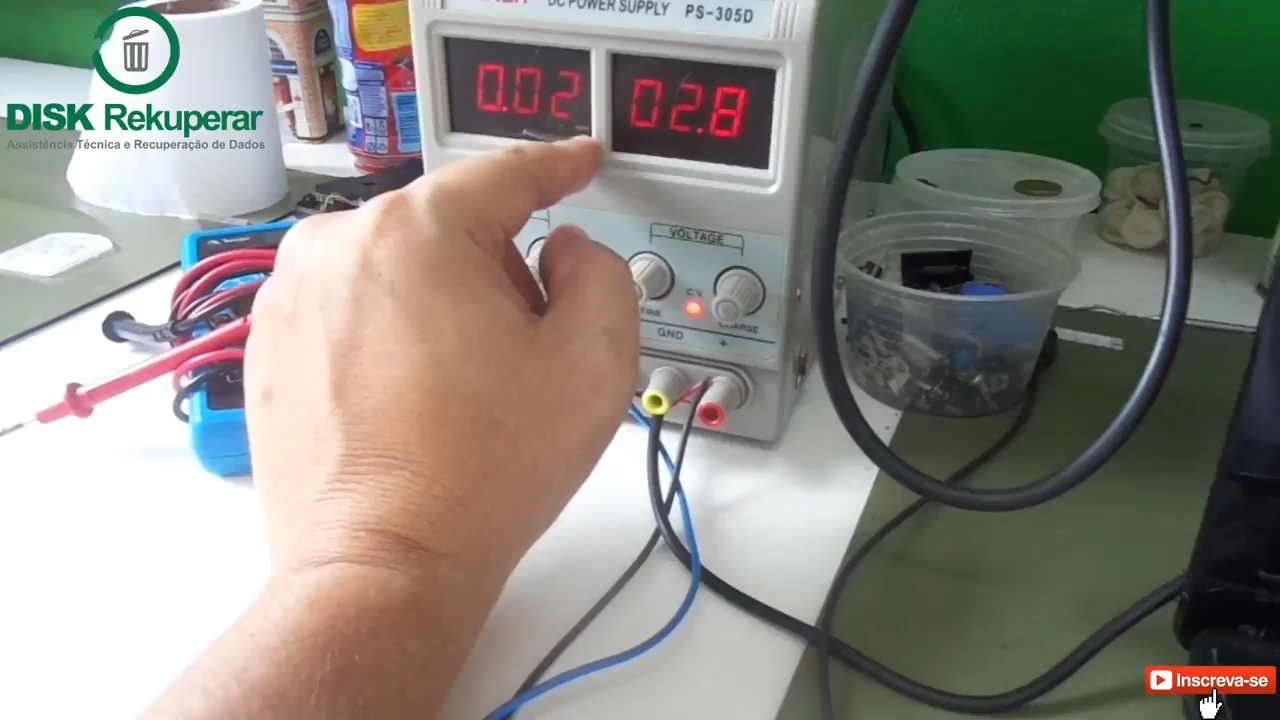 DISK Rekuperar
Assistência Técnica e Recuperação de Dados
DC POWER SUPPLY PS-305D
0.02
02.8
VOLTAGE
C.V.
FINE
COARSE
GND
+
Inscreva-se